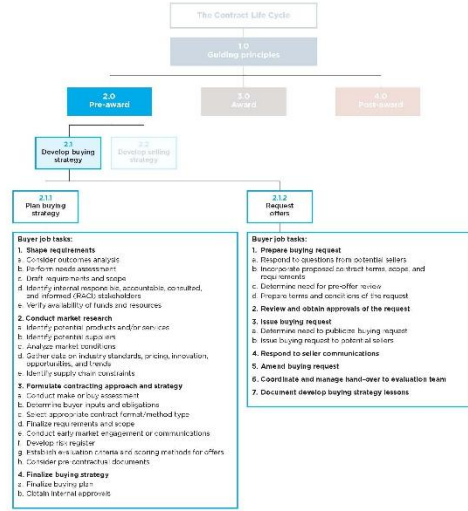 The Contract Life Cycle
1.0
Guiding principles
2.0
Pre-award
3.0
Award
4.0
Post-award
2.1
Develop buying
strategy
2.2
Develop selling
strategy
2.1.1
Plan buying
strategy
2.1.2
Request
offers
Buyer job tasks:
1. Shape requirements
a. Consider outcomes analysis
b. Perform needs assessment
c. Draft requirements and scope
d. Identify internal responsible, accountable, consulted,
and informed (RACI) stakeholders
e. Verify availability of funds and resources
2. Conduct market research
a. Identify potential products and/or services
b. Identify potential suppliers
c. Analyze market conditions
d. Gather data on industry standards, pricing, innovation,
opportunities, and trends
e. Identify supply chain constraints
3. Formulate contracting approach and strategy
a. Conduct make or buy assessment
b. Determine buyer inputs and obligations
c. Select appropriate contract format/method type
d. Finalize requirements and scope
e. Conduct early market engagement or communications
f. Develop risk register
g. Establish evaluation criteria and scoring methods for offers
h. Consider pre-contractual documents
4. Finalize buying strategy
a. Finalize buying plan
b. Obtain internal approvals
Buyer job tasks:
1. Prepare buying request
a. Respond to questions from potential sellers
b. Incorporate proposed contract terms, scope, and
requirements
c. Determine need for pre-offer review
d. Prepare terms and conditions of the request
2. Review and obtain approvals of the request
3. Issue buying request
a. Determine need to publicize buying request
b. Issue buying request to potential sellers
4. Respond to seller communications
5. Amend buying request
6. Coordinate and manage hand-over to evaluation team
7. Document develop buying strategy lessons